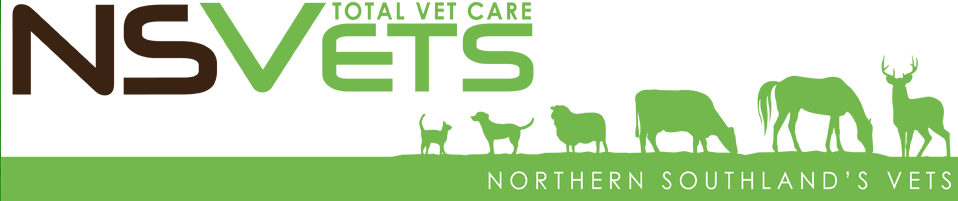 TOTAL VET CARE
NSVETS
NORTHERN SOUTHLAND'S VETS